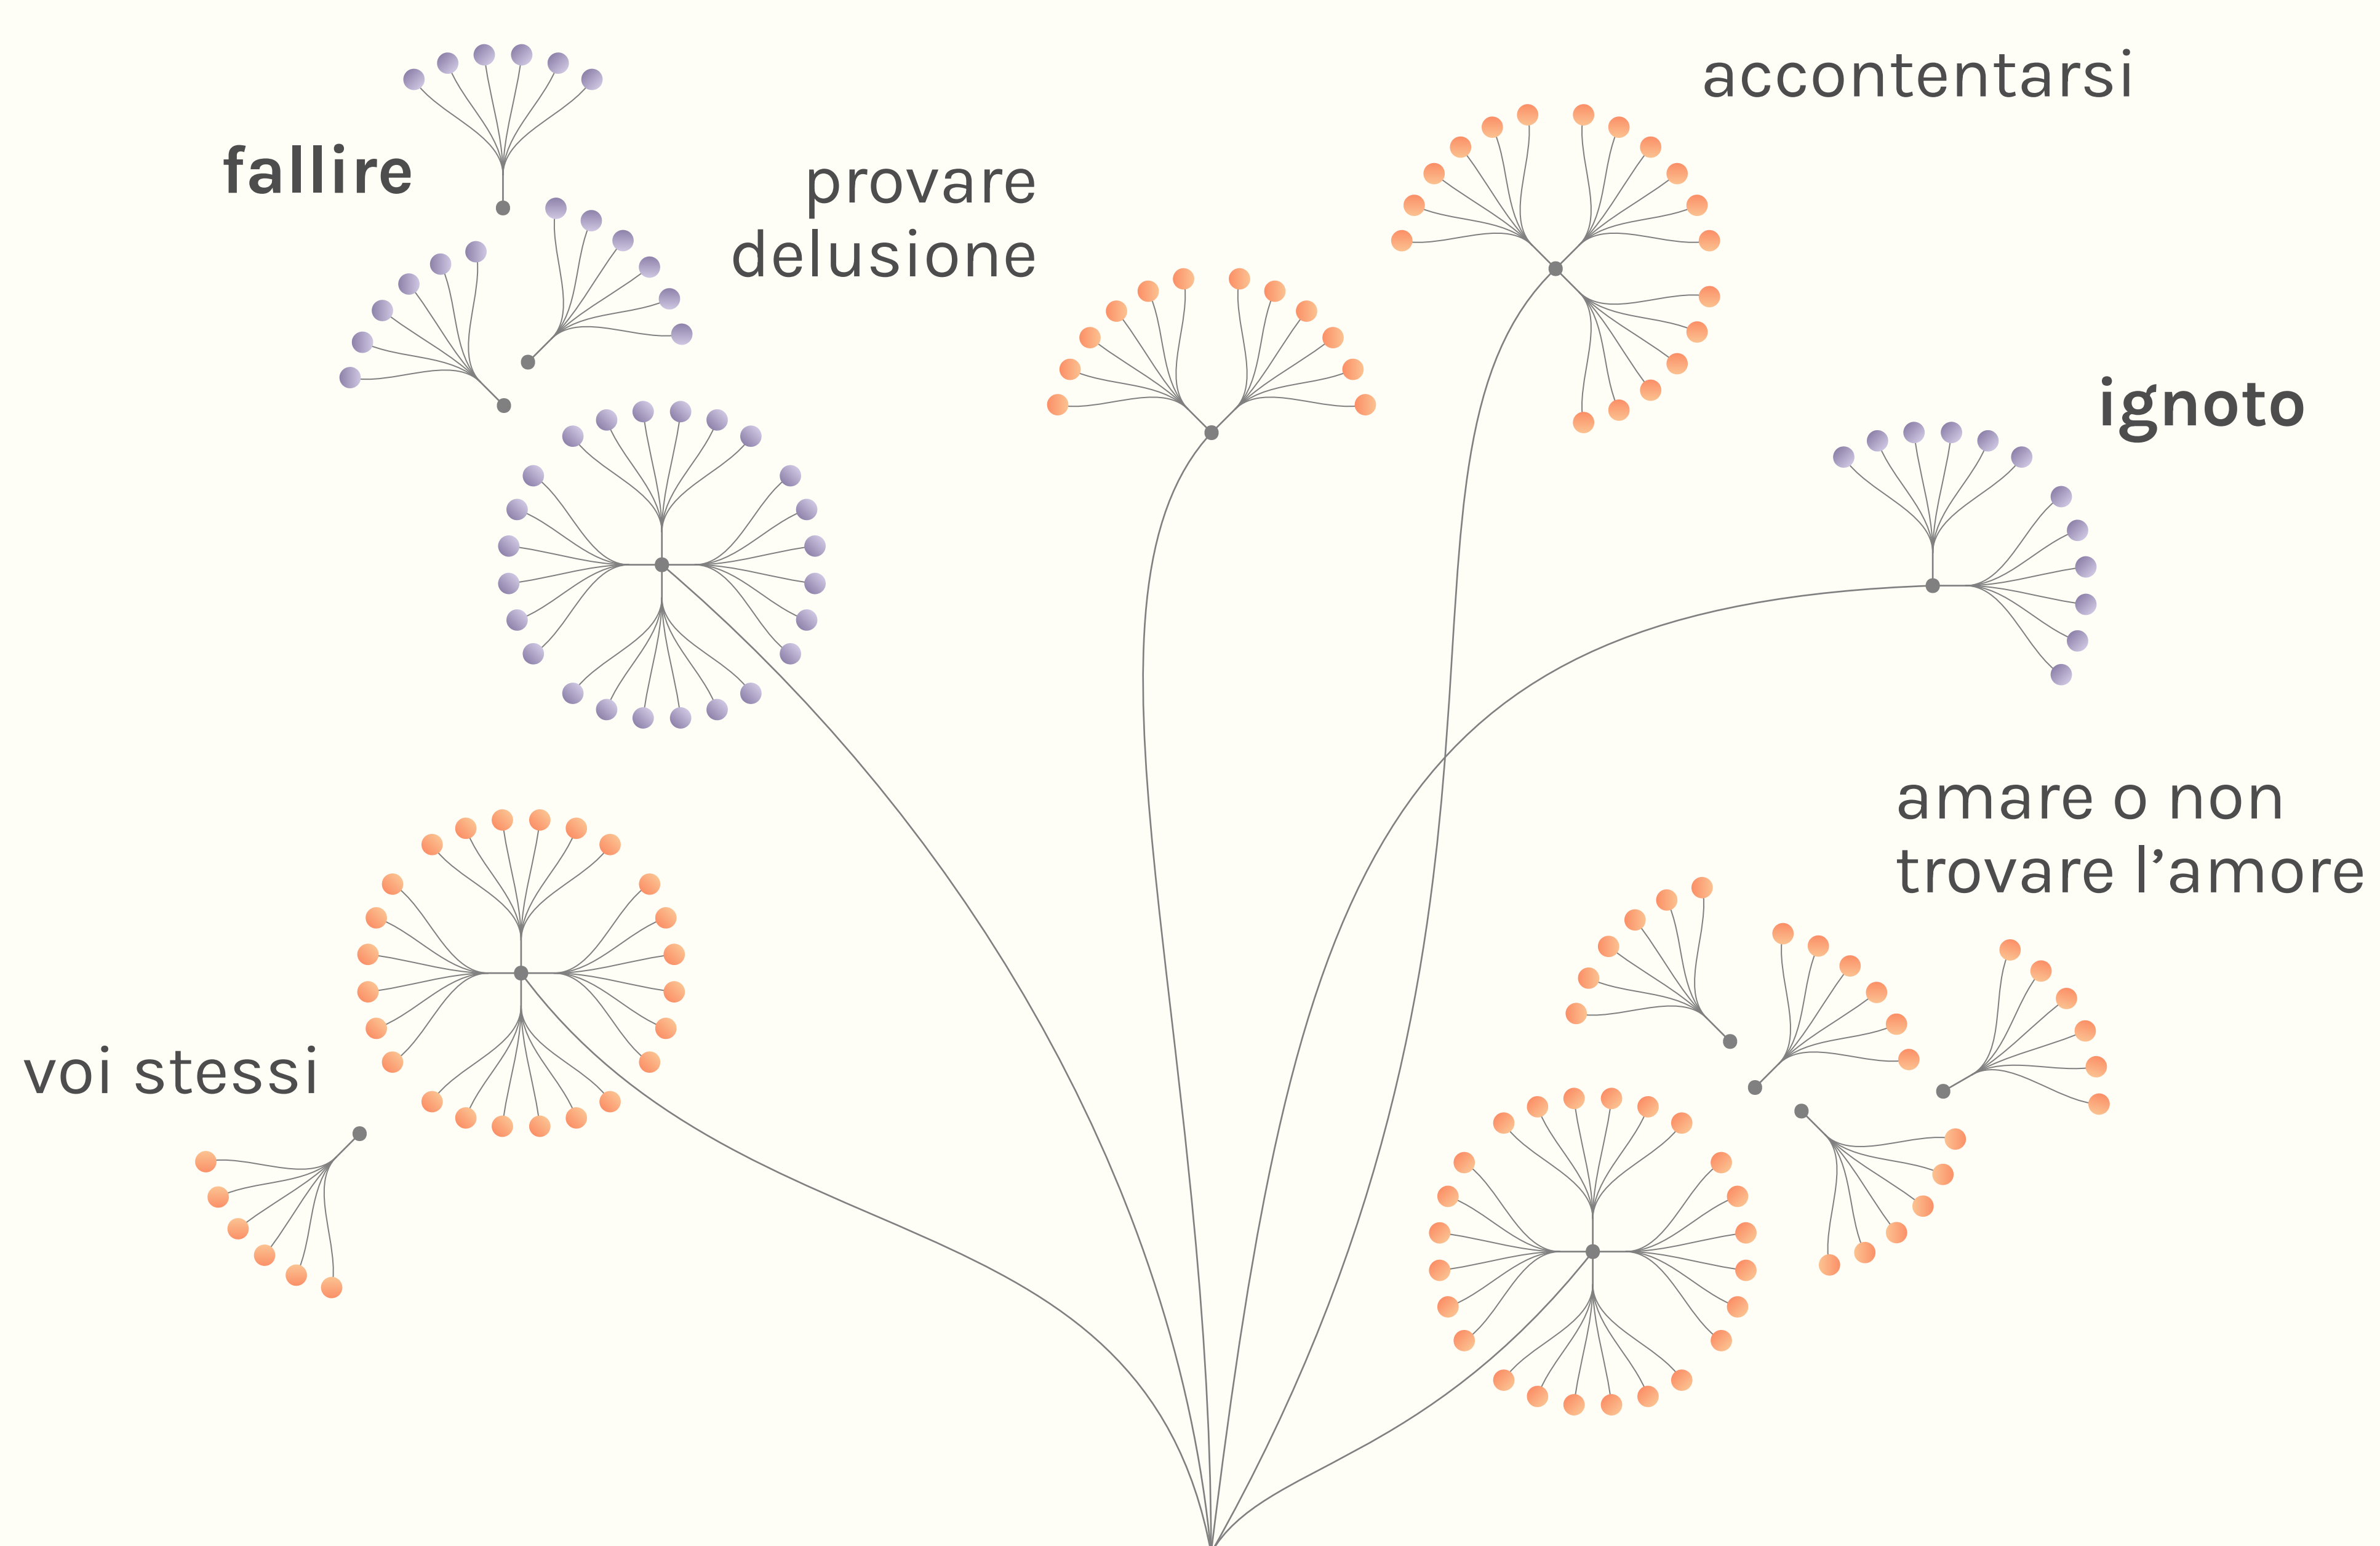 accontentarsi
fallire
provare
delusione
ignoto
amare o non
trovare l’amore
voi stessi